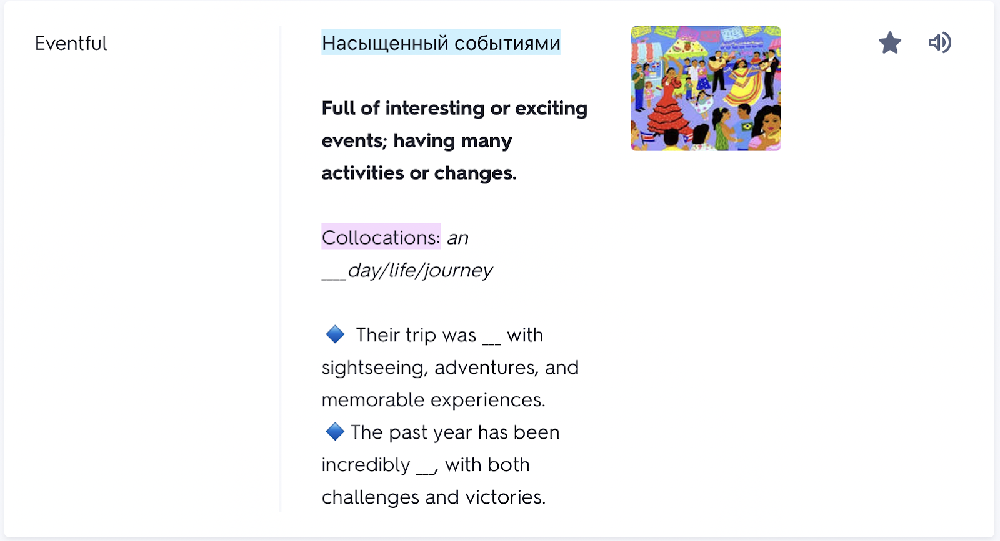 Eventful
Насыщенный событиями
Full of interesting or exciting
events; having many
activities or changes.
Collocations: an
___day/life/journey
🔷 Their trip was __ with
sightseeing, adventures, and
memorable experiences.
🔷 The past year has been
incredibly __, with both
challenges and victories.